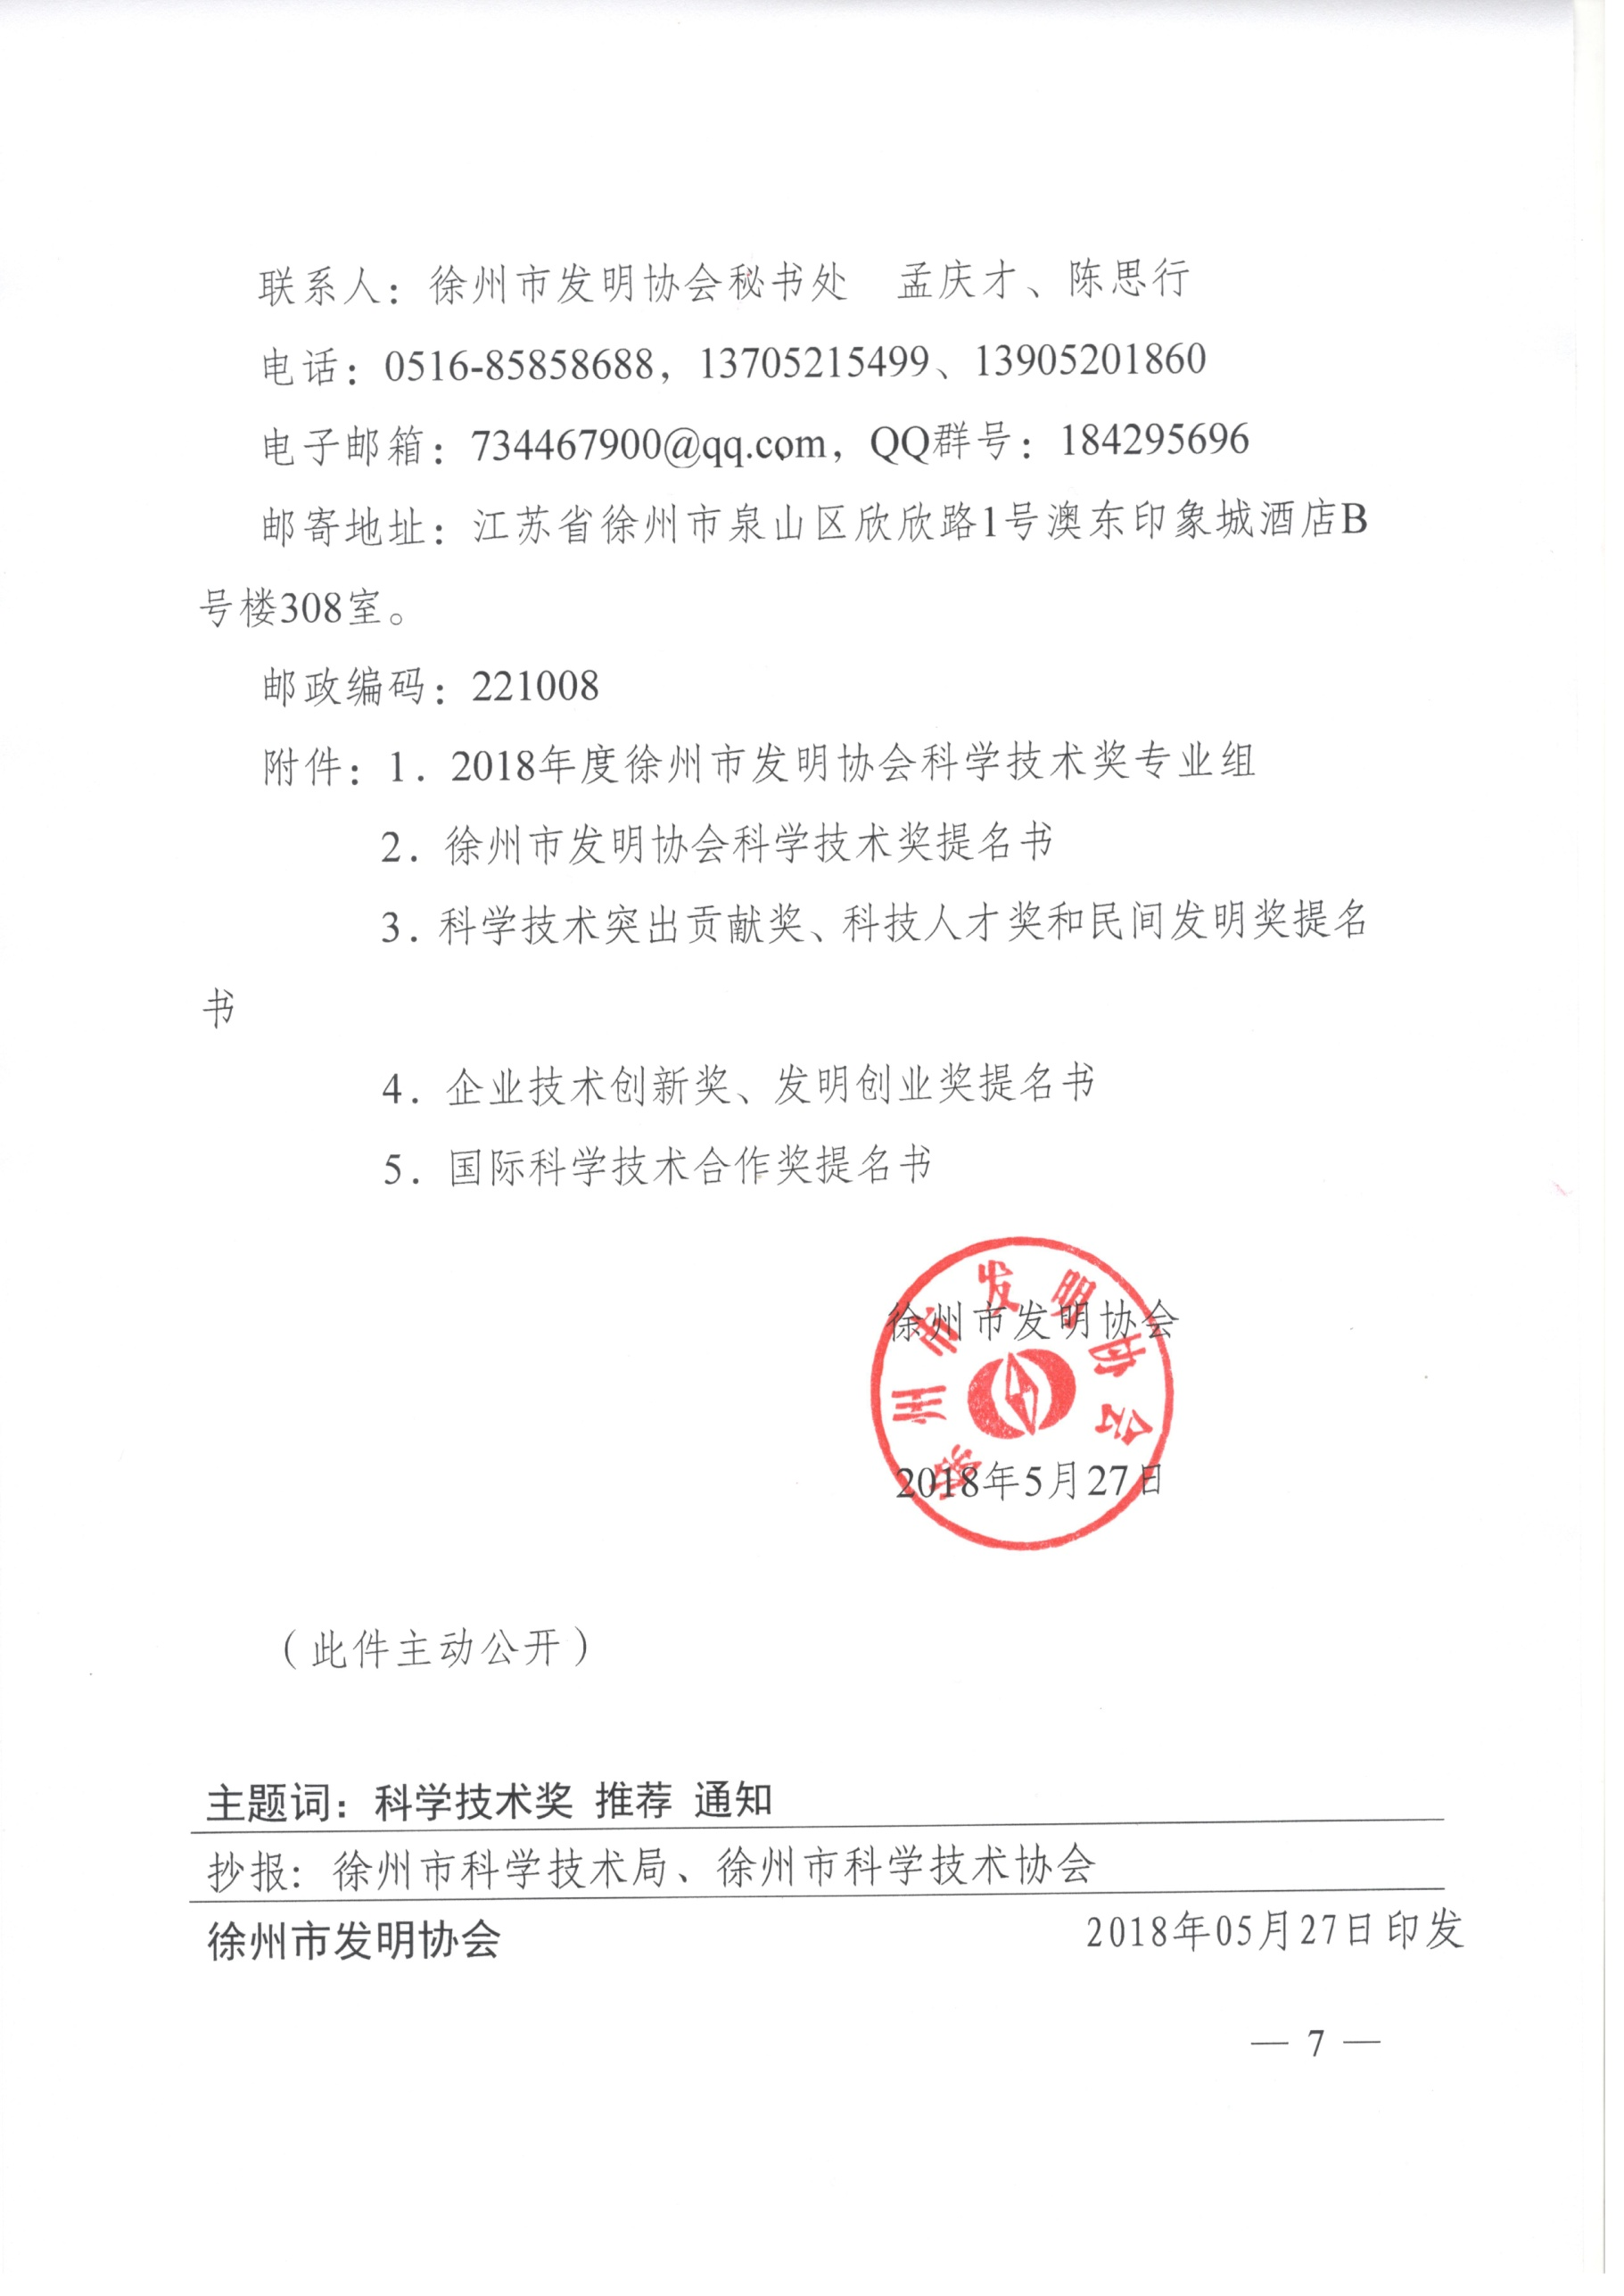 联系人：徐州市发明协会秘书处　孟庆才、陈思行
电话：0516-85858688，13705215499、13905201860
电子邮箱：734467900@qq.com，QQ群号：184295696
邮寄地址：江苏省徐州市泉山区欣欣路1号澳东印象城酒店B
号楼308室。
邮政编码：221008
附件：1．2018年度徐州市发明协会科学技术奖专业组
2．徐州市发明协会科学技术奖提名书
3．科学技术突出贡献奖、科技人才奖和民间发明奖提名
书
4．企业技术创新奖、发明创业奖提名书
5．国际科学技术合作奖提名书
徐州市发明协会
徐州市发明协会
2018年5月27日
（此件主动公开）
主题词：科学技术奖 推荐 通知
抄报：徐州市科学技术局、徐州市科学技术协会
徐州市发明协会 2018年05月27日印发
— 7 —